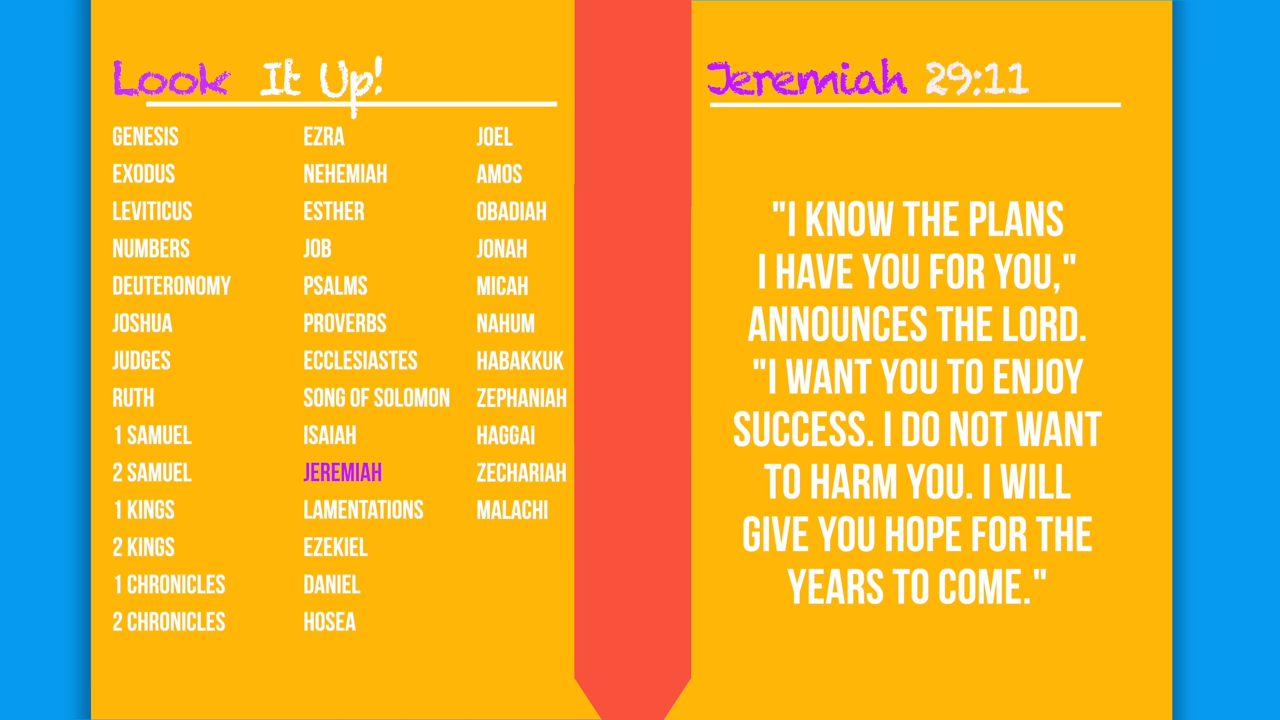 Look It Up!
GENESIS
EXODUS
LEVITICUS
NUMBERS
DEUTERONOMY
JOSHUA
JUDGES
RUTH
1 SAMUEL
2 SAMUEL
1 KINGS
2 KINGS
1 CHRONICLES
2 CHRONICLES
EZRA
NEHEMIAH
ESTHER
JOB
PSALMS
PROVERBS
ECCLESIASTES
SONG OF SOLOMON
ISAIAH
JEREMIAH
LAMENTATIONS
EZEKIEL
DANIEL
HOSEA
JOEL
AMOS
OBADIAH
JONAH
MICAH
NAHUM
HABAKKUK
ZEPHANIAH
HAGGAI
ZECHARIAH
MALACHI
Jeremiah 29:11
"I KNOW THE PLANS
I HAVE YOU FOR YOU,"
ANNOUNCES THE LORD.
"I WANT YOU TO ENJOY
SUCCESS. I DO NOT WANT
TO HARM YOU. I WILL
GIVE YOU HOPE FOR THE
YEARS TO COME."